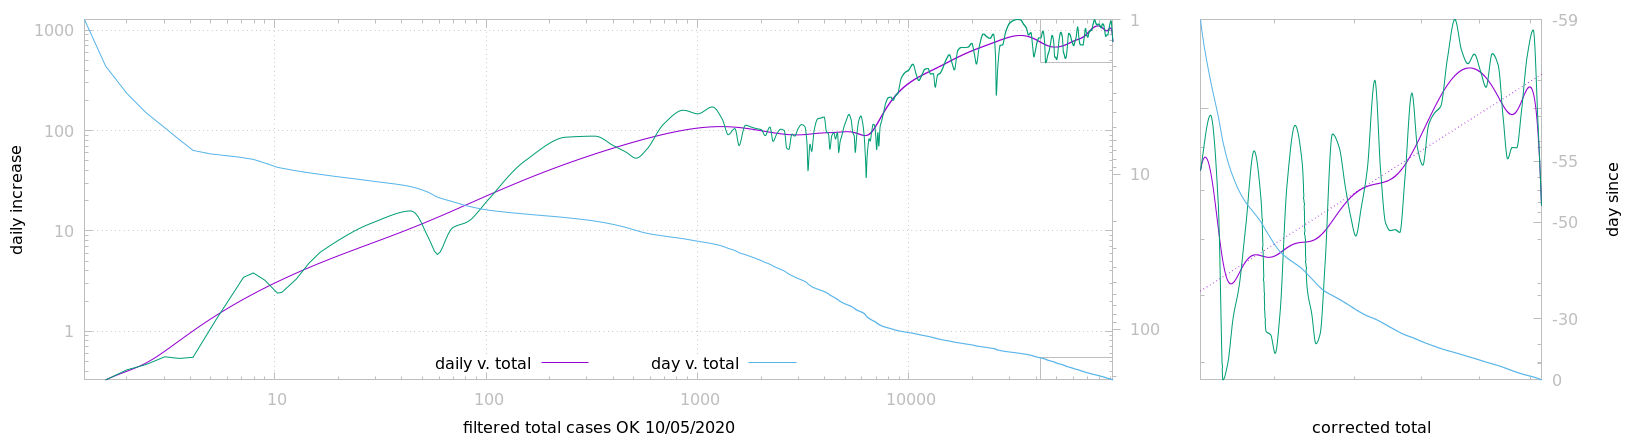 1000
100
10
1
daily increase
10
100
1000
10000
filtered total cases OK 10/05/2020
daily v. total
day v. total
1
10
100
-59
-55
-50
-30
0
day since
corrected total